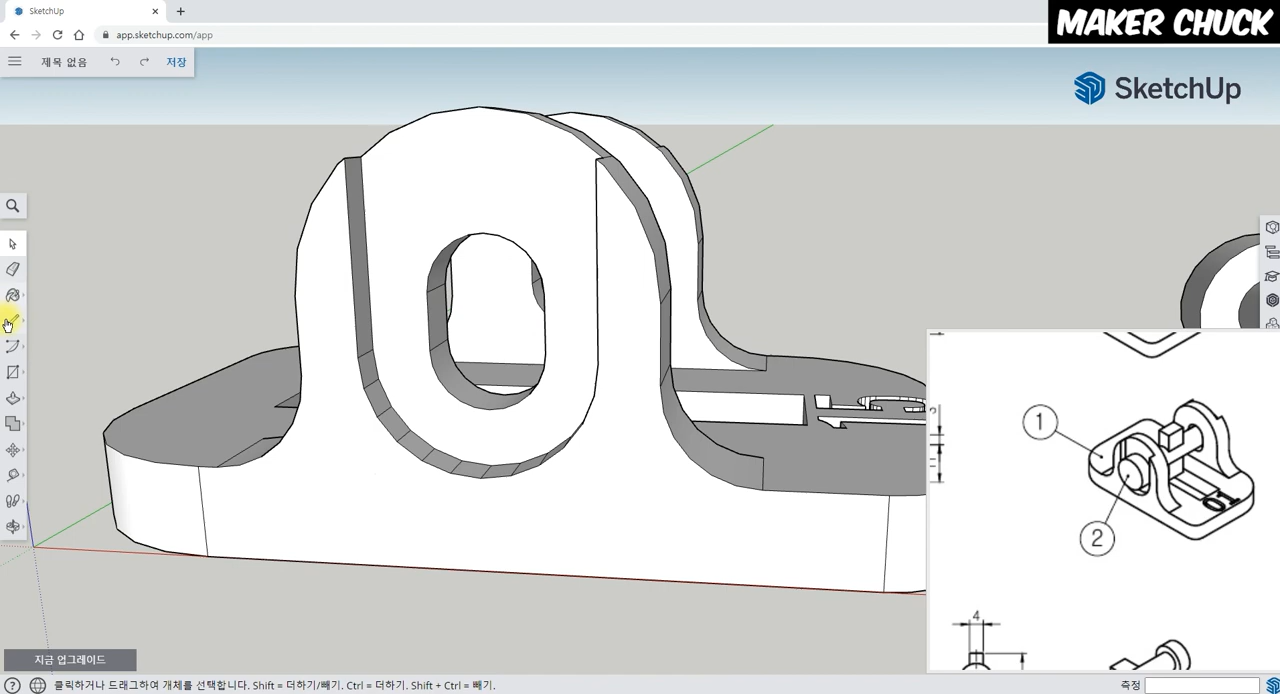 SketchUp
app.sketchup.com/app
MAKER CHUCK
제목 없음
저장
SketchUp
1
2
01
4
지금 업그레이드
클릭하거나 드래그하여 개체를 선택합니다. Shift = 더하기/빼기. Ctrl = 더하기. Shift + Ctrl = 빼기.
측정